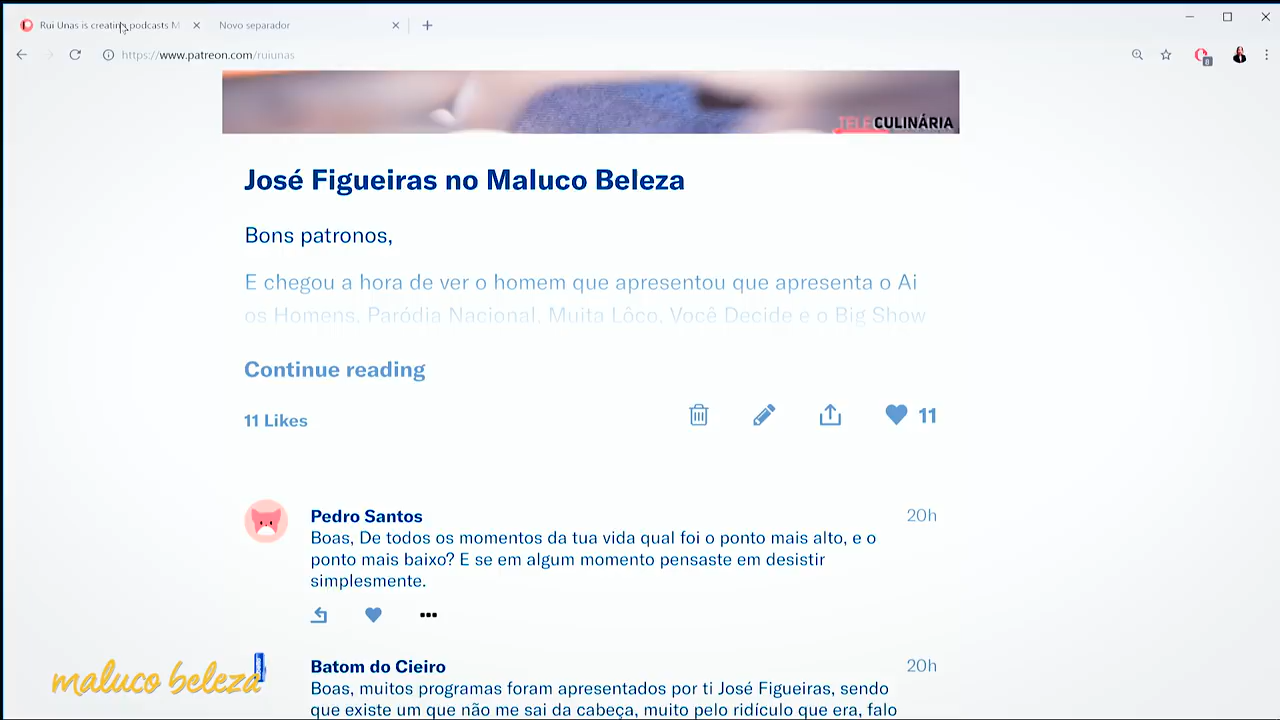 Rui Unas is creating podcasts M
Novo separador
https://www.patreon.com/ruiunas
8
TELECULINÁRIA
José Figueiras no Maluco Beleza
Bons patronos,
E chegou a hora de ver o homem que apresentou que apresenta o Ai
os Homens, Paródia Nacional, Muita Lôco, Você Decide e o Big Show
Continue reading
11 Likes
11
Pedro Santos
20h
Boas, De todos os momentos da tua vida qual foi o ponto mais alto, e o
ponto mais baixo? E se em algum momento pensaste em desistir
simplesmente.
maluco beleza
Batom do Cieiro
20h
Boas, muitos programas foram apresentados por ti José Figueiras, sendo
que existe um que não me sai da cabeça, muito pelo ridículo que era, falo